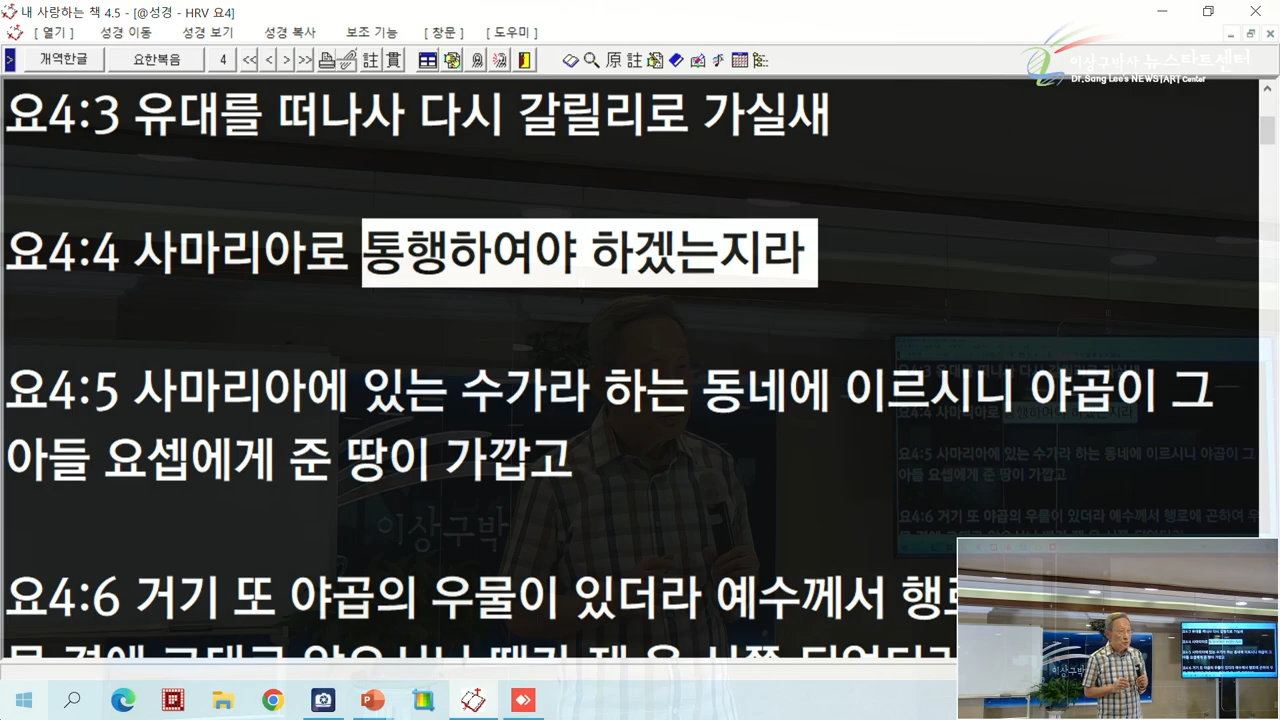 내 사랑하는 책 4.5 - [@성경 - HRV 요4]
[ 열기 ] 성경 이동 성경 보기 성경 복사 보조 기능 [ 창문 ] [ 도우미 ]
개역한글 요한복음 4 << < > >> 註 貫 原 註
이상구박사 뉴스타트센터
Dr.Sang Lee's NEWSTART Center
요4:3 유대를 떠나사 다시 갈릴리로 가실새
요4:4 사마리아로 통행하여야 하겠는지라
요4:5 사마리아에 있는 수가라 하는 동네에 이르시니 야곱이 그
아들 요셉에게 준 땅이 가깝고
요4:6 거기 또 야곱의 우물이 있더라 예수께서
이상구박